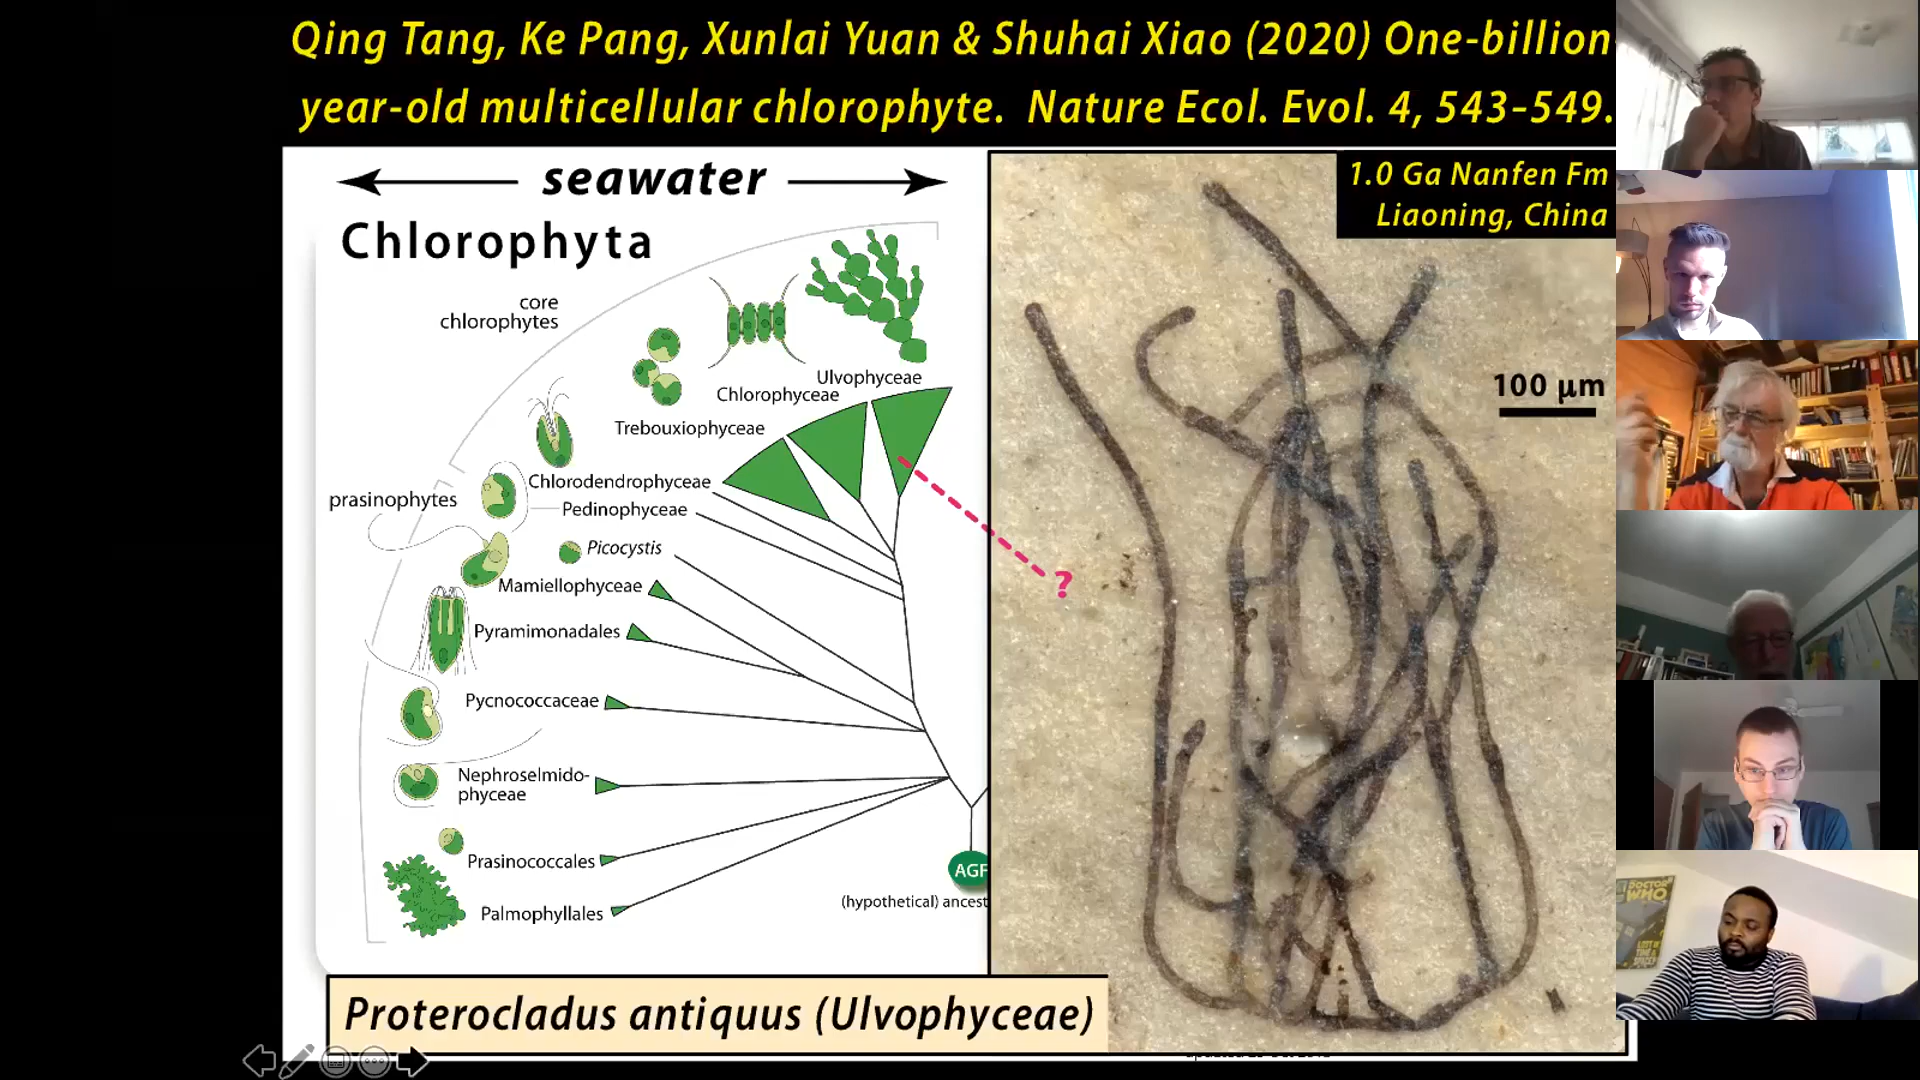 Qing Tang, Ke Pang, Xunlai Yuan & Shuhai Xiao (2020) One-billion
year-old multicellular chlorophyte. Nature Ecol. Evol. 4, 543-549.
seawater
Chlorophyta
1.0 Ga Nanfen Fm
Liaoning, China
core
chlorophytes
100 μm
Ulvophyceae
Chlorophyceae
Trebouxiophyceae
Chlorodendrophyceae
prasinophytes
Pedinophyceae
Picocystis
?
Mamiellophyceae
Pyramimonadales
Pycnococcaceae
Nephroselmido-
phyceae
Prasinococcales
AGF
(hypothetical) ancest
Palmophyllales
Proterocladus antiquus (Ulvophyceae)
DOCTOR
WHO